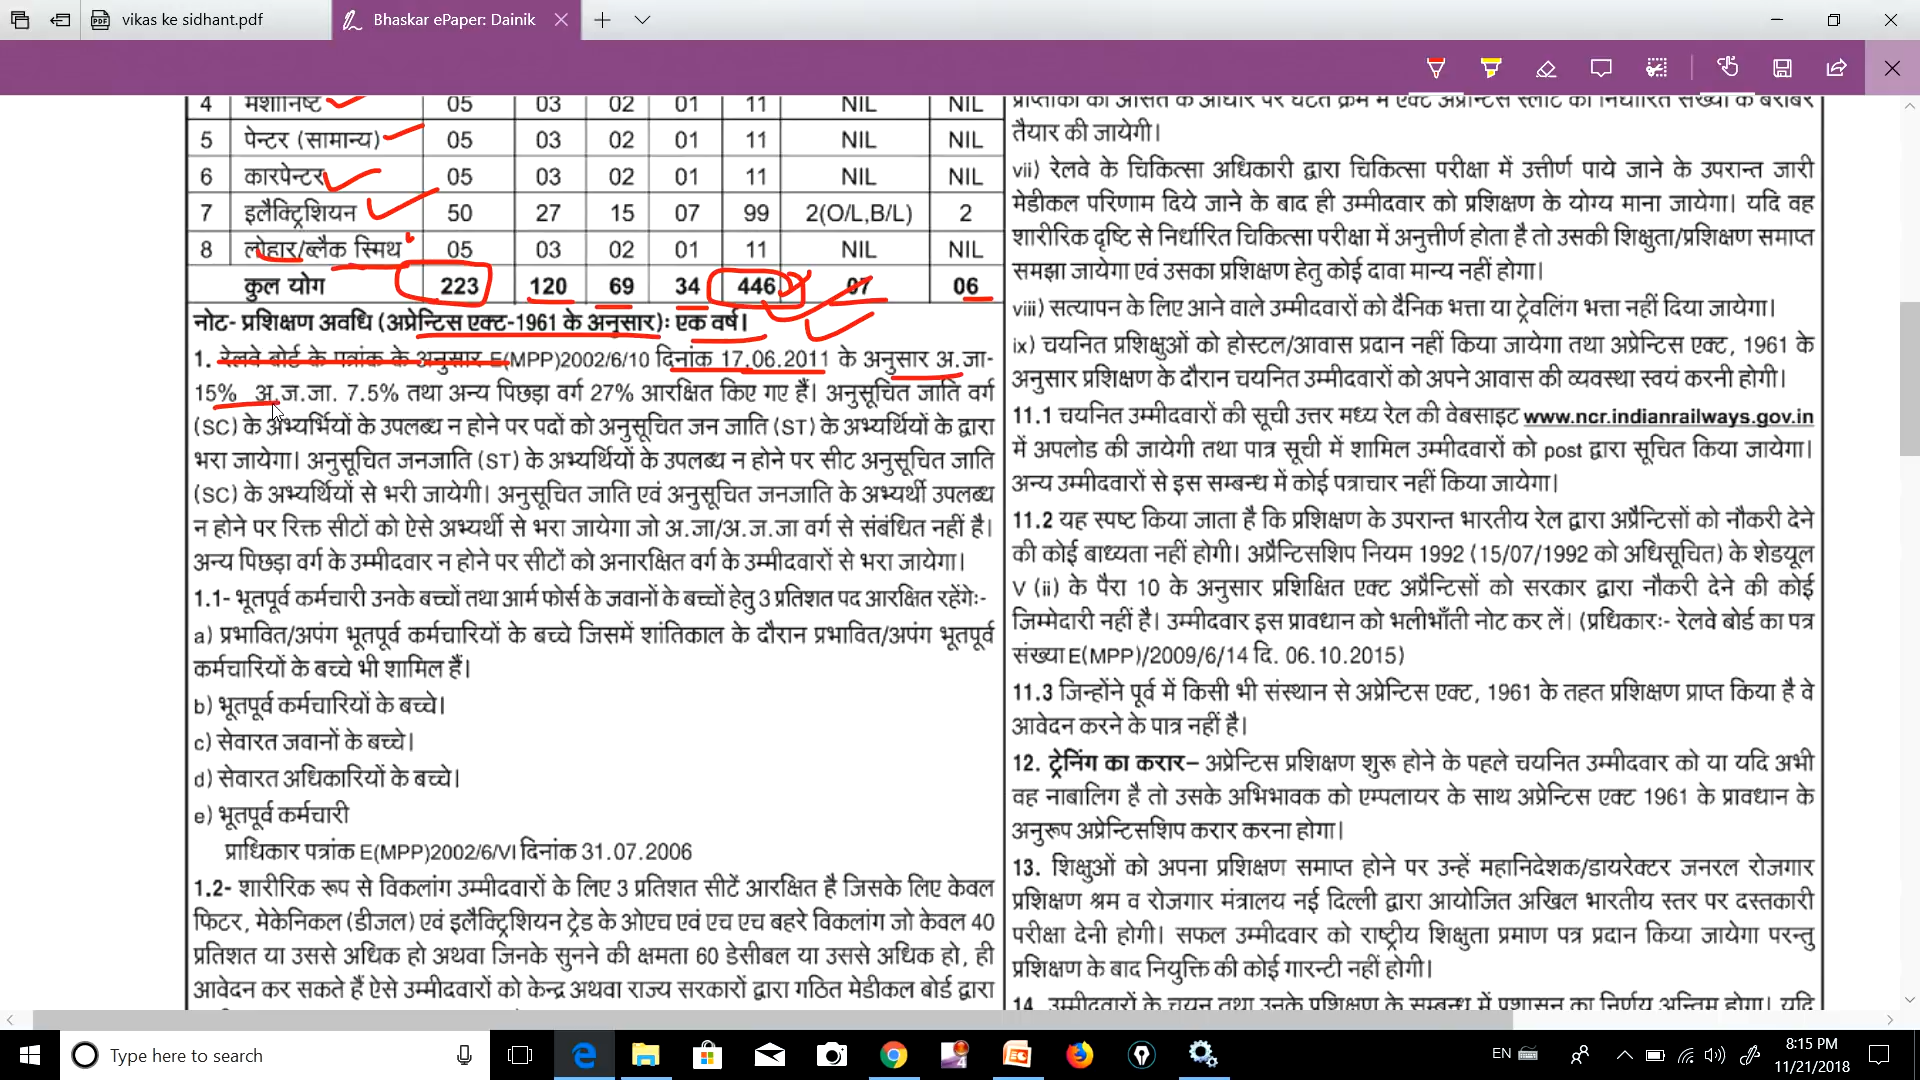 vikas ke sidhant.pdf
Bhaskar ePaper: Dainik
4 मशीनिष्ट 05 03 02 01 11 NIL NIL
5 पेन्टर (सामान्य) 05 03 02 01 11 NIL NIL
6 कारपेन्टर 05 03 02 01 11 NIL NIL
7 इलैक्ट्रिशियन 50 27 15 07 99 2(O/L,B/L) 2
8 लोहार/ब्लैक स्मिथ 05 03 02 01 11 NIL NIL
कुल योग 223 120 69 34 446 07 06
नोट- प्रशिक्षण अवधि (अप्रेन्टिस एक्ट-1961 के अनुसार): एक वर्ष।
1. रेलवे बोर्ड के पत्रांक के अनुसार E(MPP)2002/6/10 दिनांक 17.06.2011 के अनुसार अ.जा-
15% अ.ज.जा. 7.5% तथा अन्य पिछड़ा वर्ग 27% आरक्षित किए गए हैं। अनुसूचित जाति वर्ग
(SC) के अभ्यर्भियों के उपलब्ध न होने पर पदों को अनुसूचित जन जाति (ST) के अभ्यर्थियों के द्वारा
भरा जायेगा। अनुसूचित जनजाति (ST) के अभ्यर्थियों के उपलब्ध न होने पर सीट अनुसूचित जाति
(SC) के अभ्यर्थियों से भरी जायेगी। अनुसूचित जाति एवं अनुसूचित जनजाति के अभ्यर्थी उपलब्ध
न होने पर रिक्त सीटों को ऐसे अभ्यर्थी से भरा जायेगा जो अ.जा/अ.ज.जा वर्ग से संबंधित नहीं है।
अन्य पिछड़ा वर्ग के उम्मीदवार न होने पर सीटों को अनारक्षित वर्ग के उम्मीदवारों से भरा जायेगा।
1.1- भूतपूर्व कर्मचारी उनके बच्चों तथा आर्म फोर्स के जवानों के बच्चों हेतु 3 प्रतिशत पद आरक्षित रहेंगेः-
a) प्रभावित/अपंग भूतपूर्व कर्मचारियों के बच्चे जिसमें शांतिकाल के दौरान प्रभावित/अपंग भूतपूर्व
कर्मचारियों के बच्चे भी शामिल हैं।
b) भूतपूर्व कर्मचारियों के बच्चे।
c) सेवारत जवानों के बच्चे।
d) सेवारत अधिकारियों के बच्चे।
e) भूतपूर्व कर्मचारी
प्राधिकार पत्रांक E(MPP)2002/6/VI दिनांक 31.07.2006
1.2- शारीरिक रूप से विकलांग उम्मीदवारों के लिए 3 प्रतिशत सीटें आरक्षित है जिसके लिए केवल
फिटर, मेकेनिकल (डीजल) एवं इलैक्ट्रिशियन ट्रेड के ओएच एवं एच एच बहरे विकलांग जो केवल 40
प्रतिशत या उससे अधिक हो अथवा जिनके सुनने की क्षमता 60 डेसीबल या उससे अधिक हो, ही
आवेदन कर सकते हैं ऐसे उम्मीदवारों को केन्द्र अथवा राज्य सरकारों द्वारा गठित मेडीकल बोर्ड द्वारा
प्राप्तांकों की औसत के आधार पर घटते क्रम में एक्ट अप्रेन्टिस स्लॉट की निर्धारित संख्या के बराबर
तैयार की जायेगी।
vii) रेलवे के चिकित्सा अधिकारी द्वारा चिकित्सा परीक्षा में उत्तीर्ण पाये जाने के उपरान्त जारी
मेडीकल परिणाम दिये जाने के बाद ही उम्मीदवार को प्रशिक्षण के योग्य माना जायेगा। यदि वह
शारीरिक दृष्टि से निर्धारित चिकित्सा परीक्षा में अनुत्तीर्ण होता है तो उसकी शिक्षुता/प्रशिक्षण समाप्त
समझा जायेगा एवं उसका प्रशिक्षण हेतु कोई दावा मान्य नहीं होगा।
viii) सत्यापन के लिए आने वाले उम्मीदवारों को दैनिक भत्ता या ट्रेवलिंग भत्ता नहीं दिया जायेगा।
ix) चयनित प्रशिक्षुओं को होस्टल/आवास प्रदान नहीं किया जायेगा तथा अप्रेन्टिस एक्ट, 1961 के
अनुसार प्रशिक्षण के दौरान चयनित उम्मीदवारों को अपने आवास की व्यवस्था स्वयं करनी होगी।
11.1 चयनित उम्मीदवारों की सूची उत्तर मध्य रेल की वेबसाइट www.ncr.indianrailways.gov.in
में अपलोड की जायेगी तथा पात्र सूची में शामिल उम्मीदवारों को post द्वारा सूचित किया जायेगा।
अन्य उम्मीदवारों से इस सम्बन्ध में कोई पत्राचार नहीं किया जायेगा।
11.2 यह स्पष्ट किया जाता है कि प्रशिक्षण के उपरान्त भारतीय रेल द्वारा अप्रैन्टिसों को नौकरी देने
की कोई बाध्यता नहीं होगी। अप्रैन्टिसशिप नियम 1992 (15/07/1992 को अधिसूचित) के शेडयूल
V (ii) के पैरा 10 के अनुसार प्रशिक्षित एक्ट अप्रैन्टिसों को सरकार द्वारा नौकरी देने की कोई
जिम्मेदारी नहीं है। उम्मीदवार इस प्रावधान को भलीभाँती नोट कर लें। (प्रधिकारः- रेलवे बोर्ड का पत्र
संख्या E(MPP)/2009/6/14 दि. 06.10.2015)
11.3 जिन्होंने पूर्व में किसी भी संस्थान से अप्रेन्टिस एक्ट, 1961 के तहत प्रशिक्षण प्राप्त किया है वे
आवेदन करने के पात्र नहीं है।
12. ट्रेनिंग का करार– अप्रेन्टिस प्रशिक्षण शुरू होने के पहले चयनित उम्मीदवार को या यदि अभी
वह नाबालिग है तो उसके अभिभावक को एम्पलायर के साथ अप्रेन्टिस एक्ट 1961 के प्रावधान के
अनुरूप अप्रेन्टिसशिप करार करना होगा।
13. शिक्षुओं को अपना प्रशिक्षण समाप्त होने पर उन्हें महानिदेशक/डायरेक्टर जनरल रोजगार
प्रशिक्षण श्रम व रोजगार मंत्रालय नई दिल्ली द्वारा आयोजित अखिल भारतीय स्तर पर दस्तकारी
परीक्षा देनी होगी। सफल उम्मीदवार को राष्ट्रीय शिक्षुता प्रमाण पत्र प्रदान किया जायेगा परन्तु
प्रशिक्षण के बाद नियुक्ति की कोई गारन्टी नहीं होगी।
14. उम्मीदवारों के चयन तथा उनके प्रशिक्षण के सम्बन्ध में प्रशासन का निर्णय अन्तिम होगा। यदि
Type here to search
EN
8:15 PM
11/21/2018